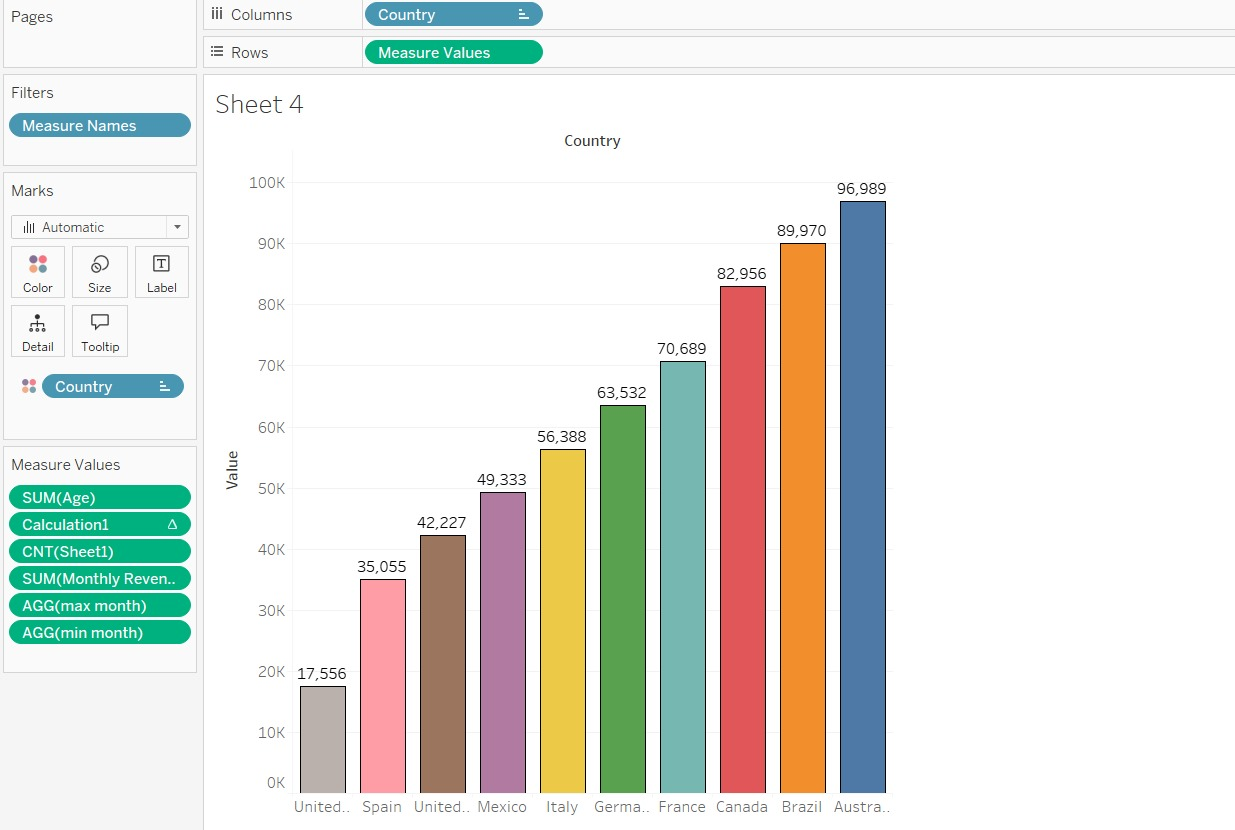 Pages
Columns
Country
Rows
Measure Values
Filters
Measure Names
Marks
Automatic
Color
Size
Label
Detail
Tooltip
Country
Measure Values
SUM(Age)
Calculation1
CNT(Sheet1)
SUM(Monthly Reven..
AGG(max month)
AGG(min month)
Sheet 4
Country
Value
100K
90K
80K
70K
60K
50K
40K
30K
20K
10K
0K
17,556
35,055
42,227
49,333
56,388
63,532
70,689
82,956
89,970
96,989
United..
Spain
United..
Mexico
Italy
Germa..
France
Canada
Brazil
Austra..